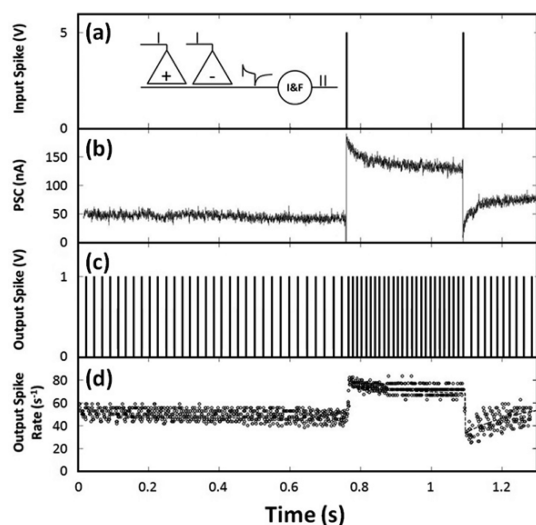 (a)
Input Spike (V)
5
0
+
-
I&F
(b)
PSC (nA)
150
100
50
0
(c)
Output Spike (V)
1
0
(d)
Output Spike
Rate (s⁻¹)
80
60
40
20
0
0 0.2 0.4 0.6 0.8 1 1.2
Time (s)